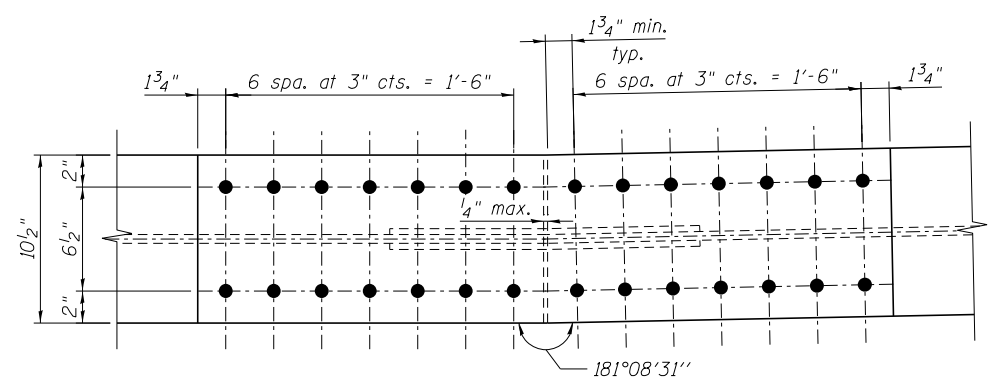 1¾" min.
typ.
1¾"
6 spa. at 3" cts. = 1'-6"
6 spa. at 3" cts. = 1'-6"
1¾"
2"
10½"
6½"
¼" max.
2"
181°08'31''